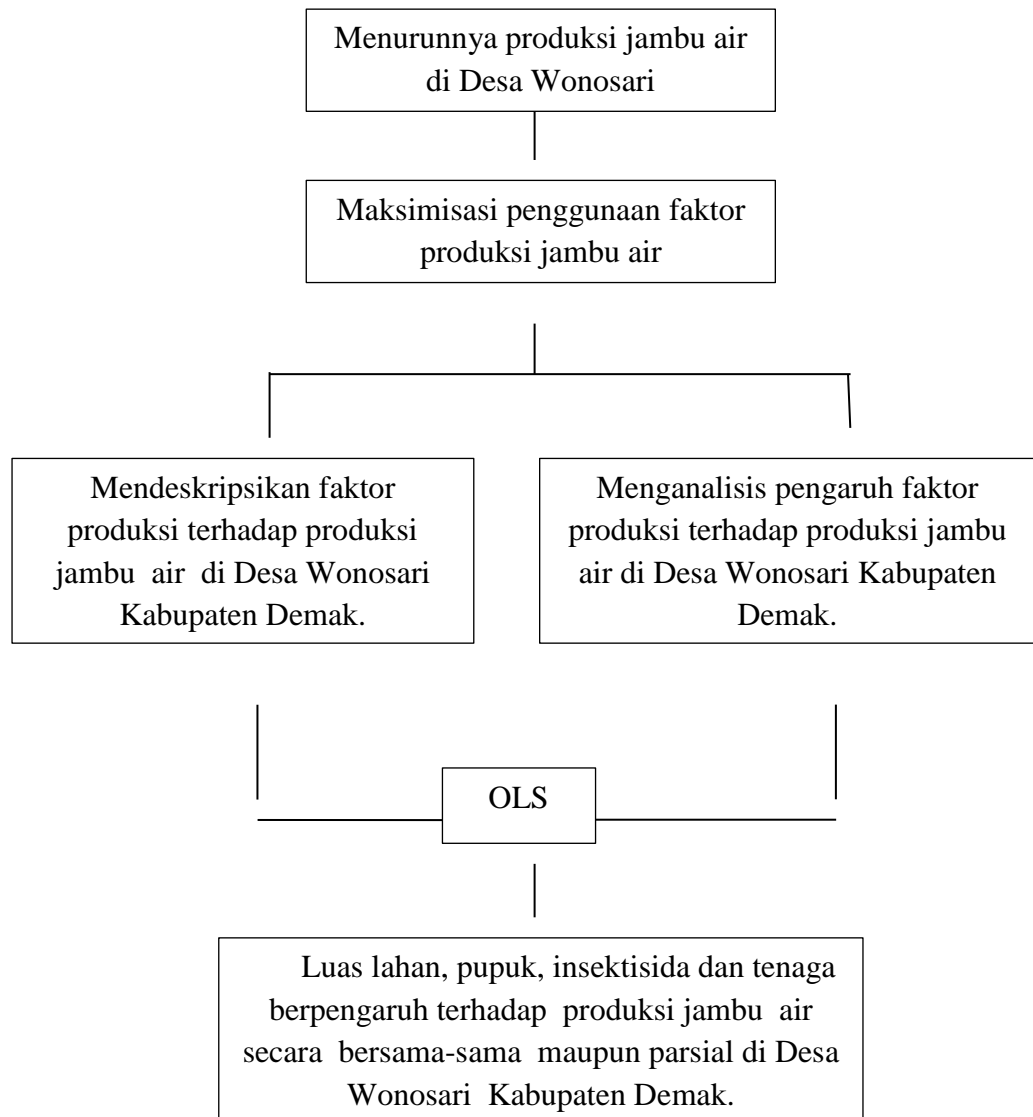 Menurunnya produksi jambu air
di Desa Wonosari
Maksimisasi penggunaan faktor
produksi jambu air
Mendeskripsikan faktor
produksi terhadap produksi
jambu air di Desa Wonosari
Kabupaten Demak.
Menganalisis pengaruh faktor
produksi terhadap produksi jambu
air di Desa Wonosari Kabupaten
Demak.
OLS
Luas lahan, pupuk, insektisida dan tenaga
berpengaruh terhadap produksi jambu air
secara bersama-sama maupun parsial di Desa
Wonosari Kabupaten Demak.